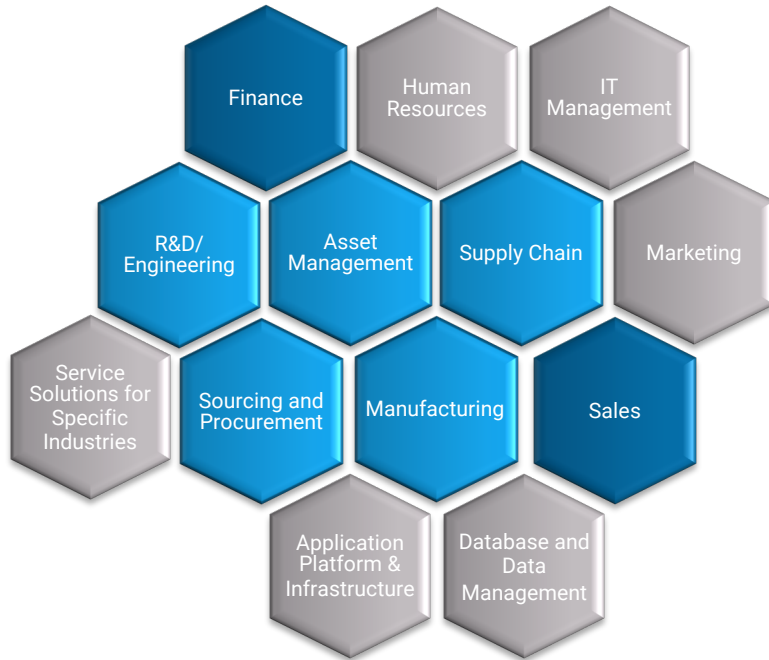 Finance
Human
Resources
IT
Management
R&D/
Engineering
Asset
Management
Supply Chain
Marketing
Service
Solutions for
Specific
Industries
Sourcing and
Procurement
Manufacturing
Sales
Application
Platform &
Infrastructure
Database and
Data
Management